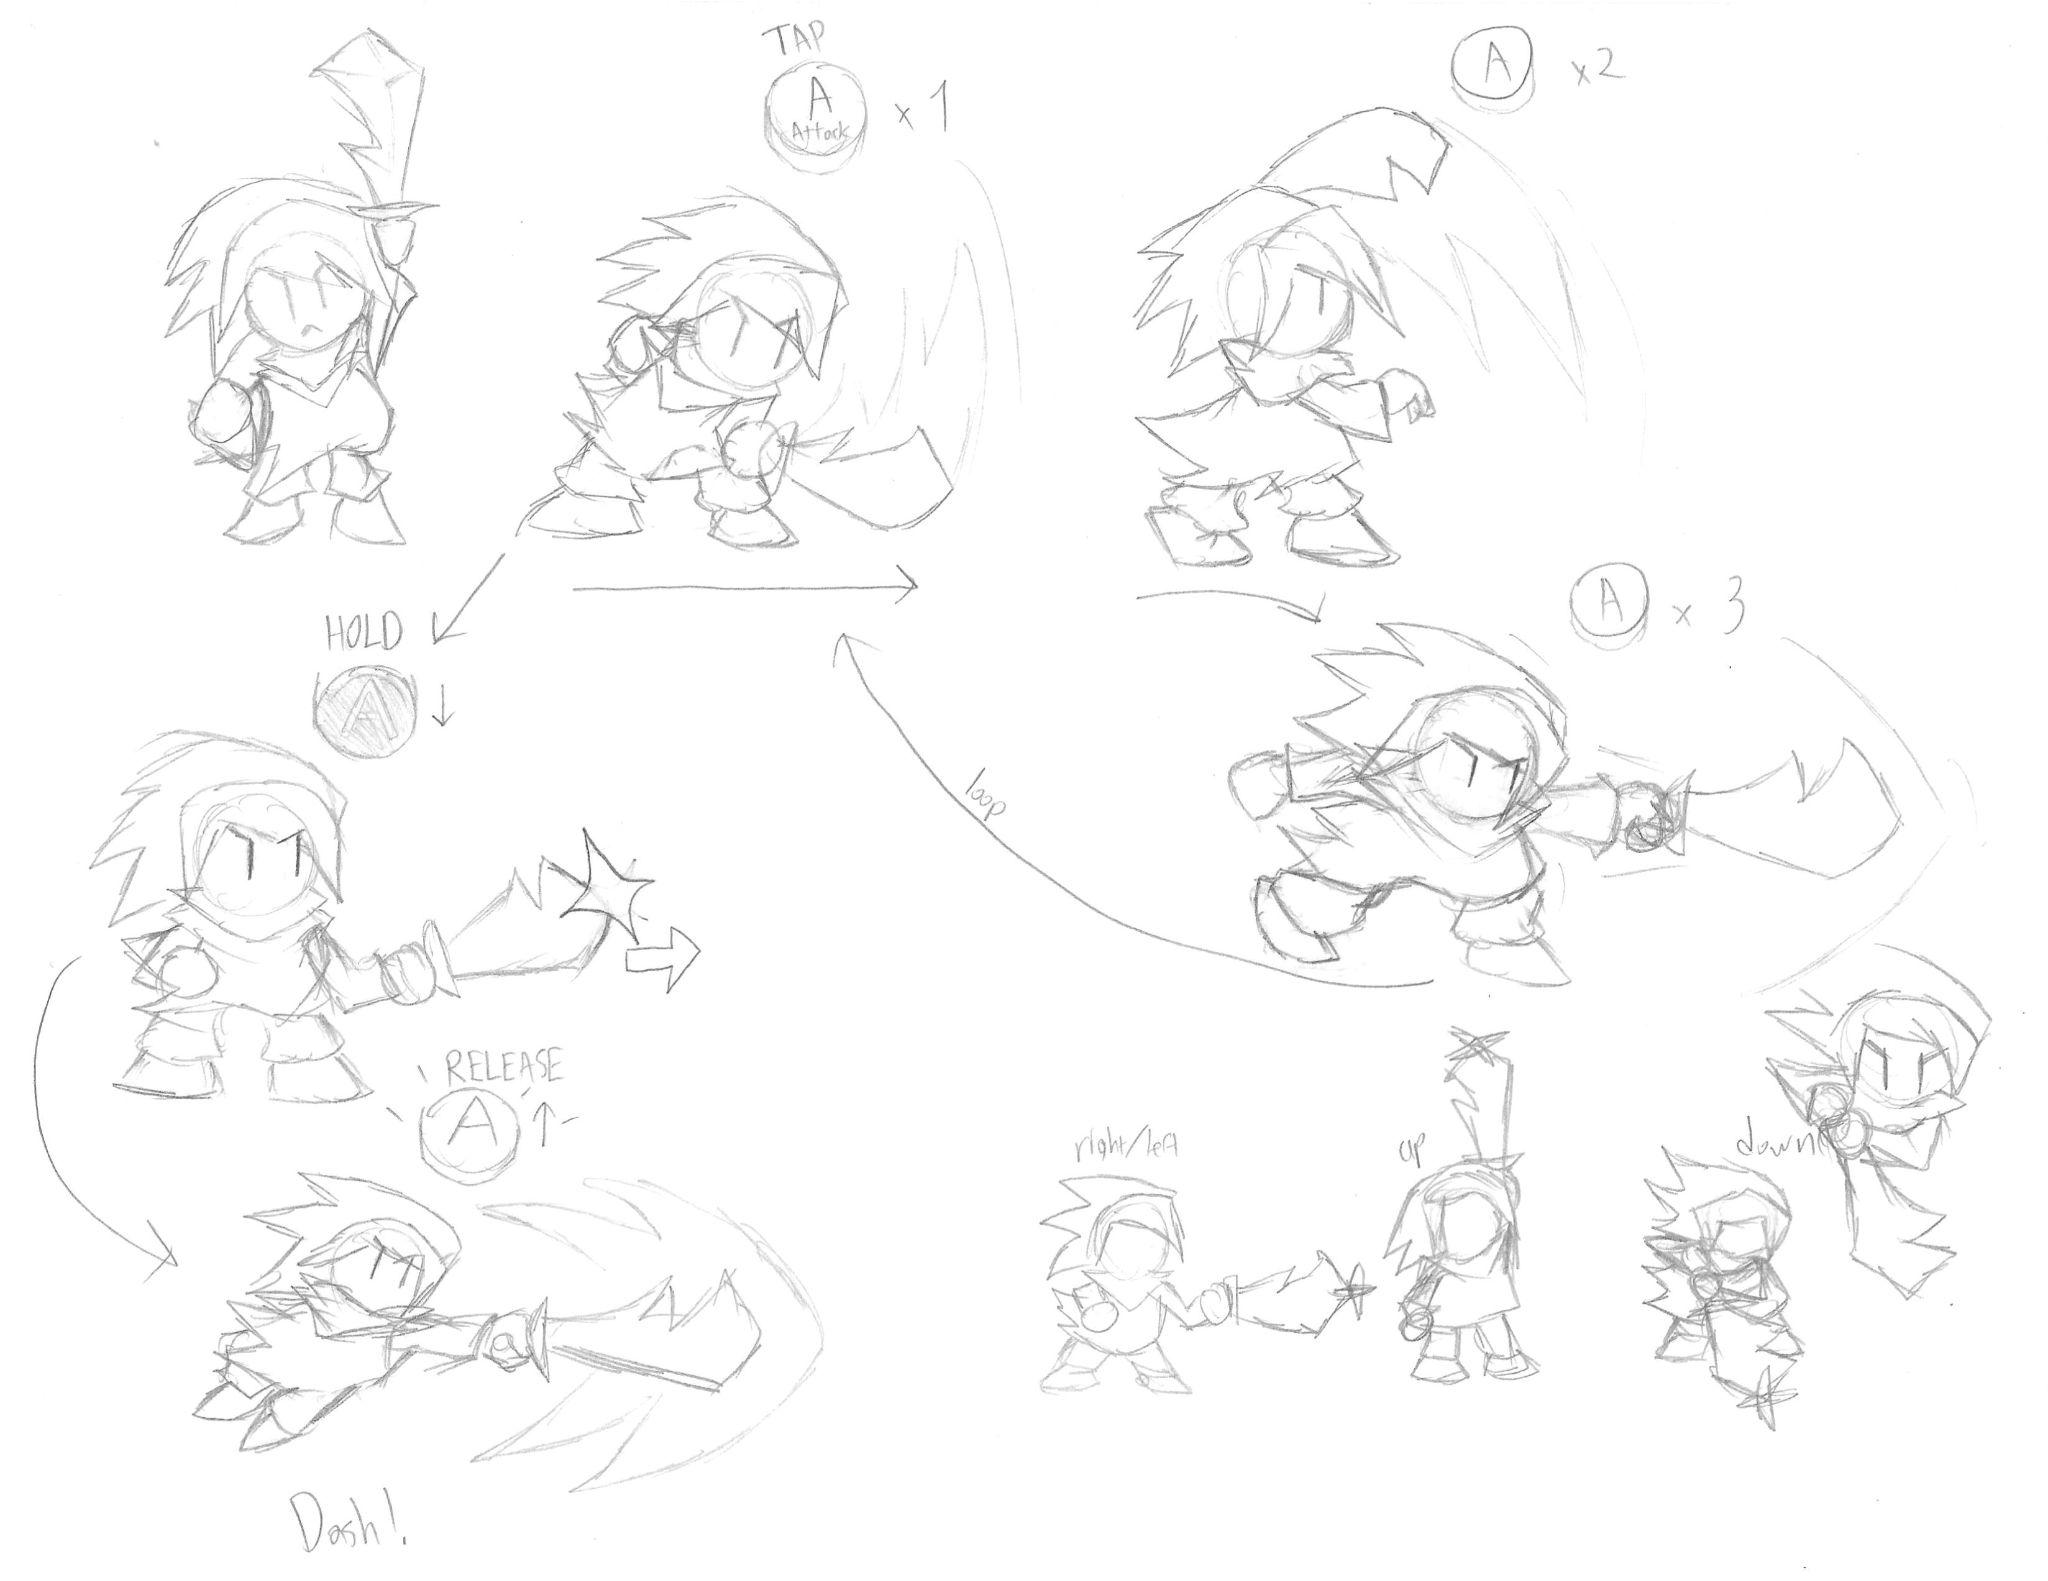 TAP
A
Attack
x 1
A
x2
A
x 3
HOLD
A
loop
RELEASE
A
right/left
up
down
Dash!